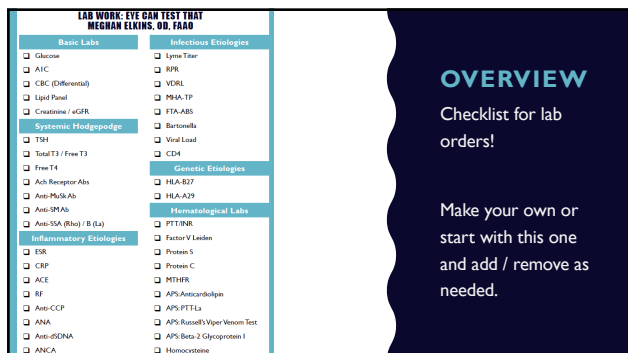 LAB WORK: EYE CAN TEST THAT
MEGHAN ELKINS, OD, FAAO
Basic Labs
❑ Glucose
❑ A1C
❑ CBC (Differential)
❑ Lipid Panel
❑ Creatinine / eGFR
Systemic Hodgepodge
❑ TSH
❑ Total T3 / Free T3
❑ Free T4
❑ Ach Receptor Abs
❑ Anti-MuSk Ab
❑ Anti-SM Ab
❑ Anti-SSA (Rho) / B (La)
Inflammatory Etiologies
❑ ESR
❑ CRP
❑ ACE
❑ RF
❑ Anti-CCP
❑ ANA
❑ Anti-dSDNA
❑ ANCA
Infectious Etiologies
❑ Lyme Titer
❑ RPR
❑ VDRL
❑ MHA-TP
❑ FTA-ABS
❑ Bartonella
❑ Viral Load
❑ CD4
Genetic Etiologies
❑ HLA-B27
❑ HLA-A29
Hematological Labs
❑ PTT/INR
❑ Factor V Leiden
❑ Protein S
❑ Protein C
❑ MTHFR
❑ APS: Anticardiolipin
❑ APS: PTT-La
❑ APS: Russell's Viper Venom Test
❑ APS: Beta-2 Glycoprotein I
❑ Homocysteine
OVERVIEW
Checklist for lab
orders!
Make your own or
start with this one
and add / remove as
needed.